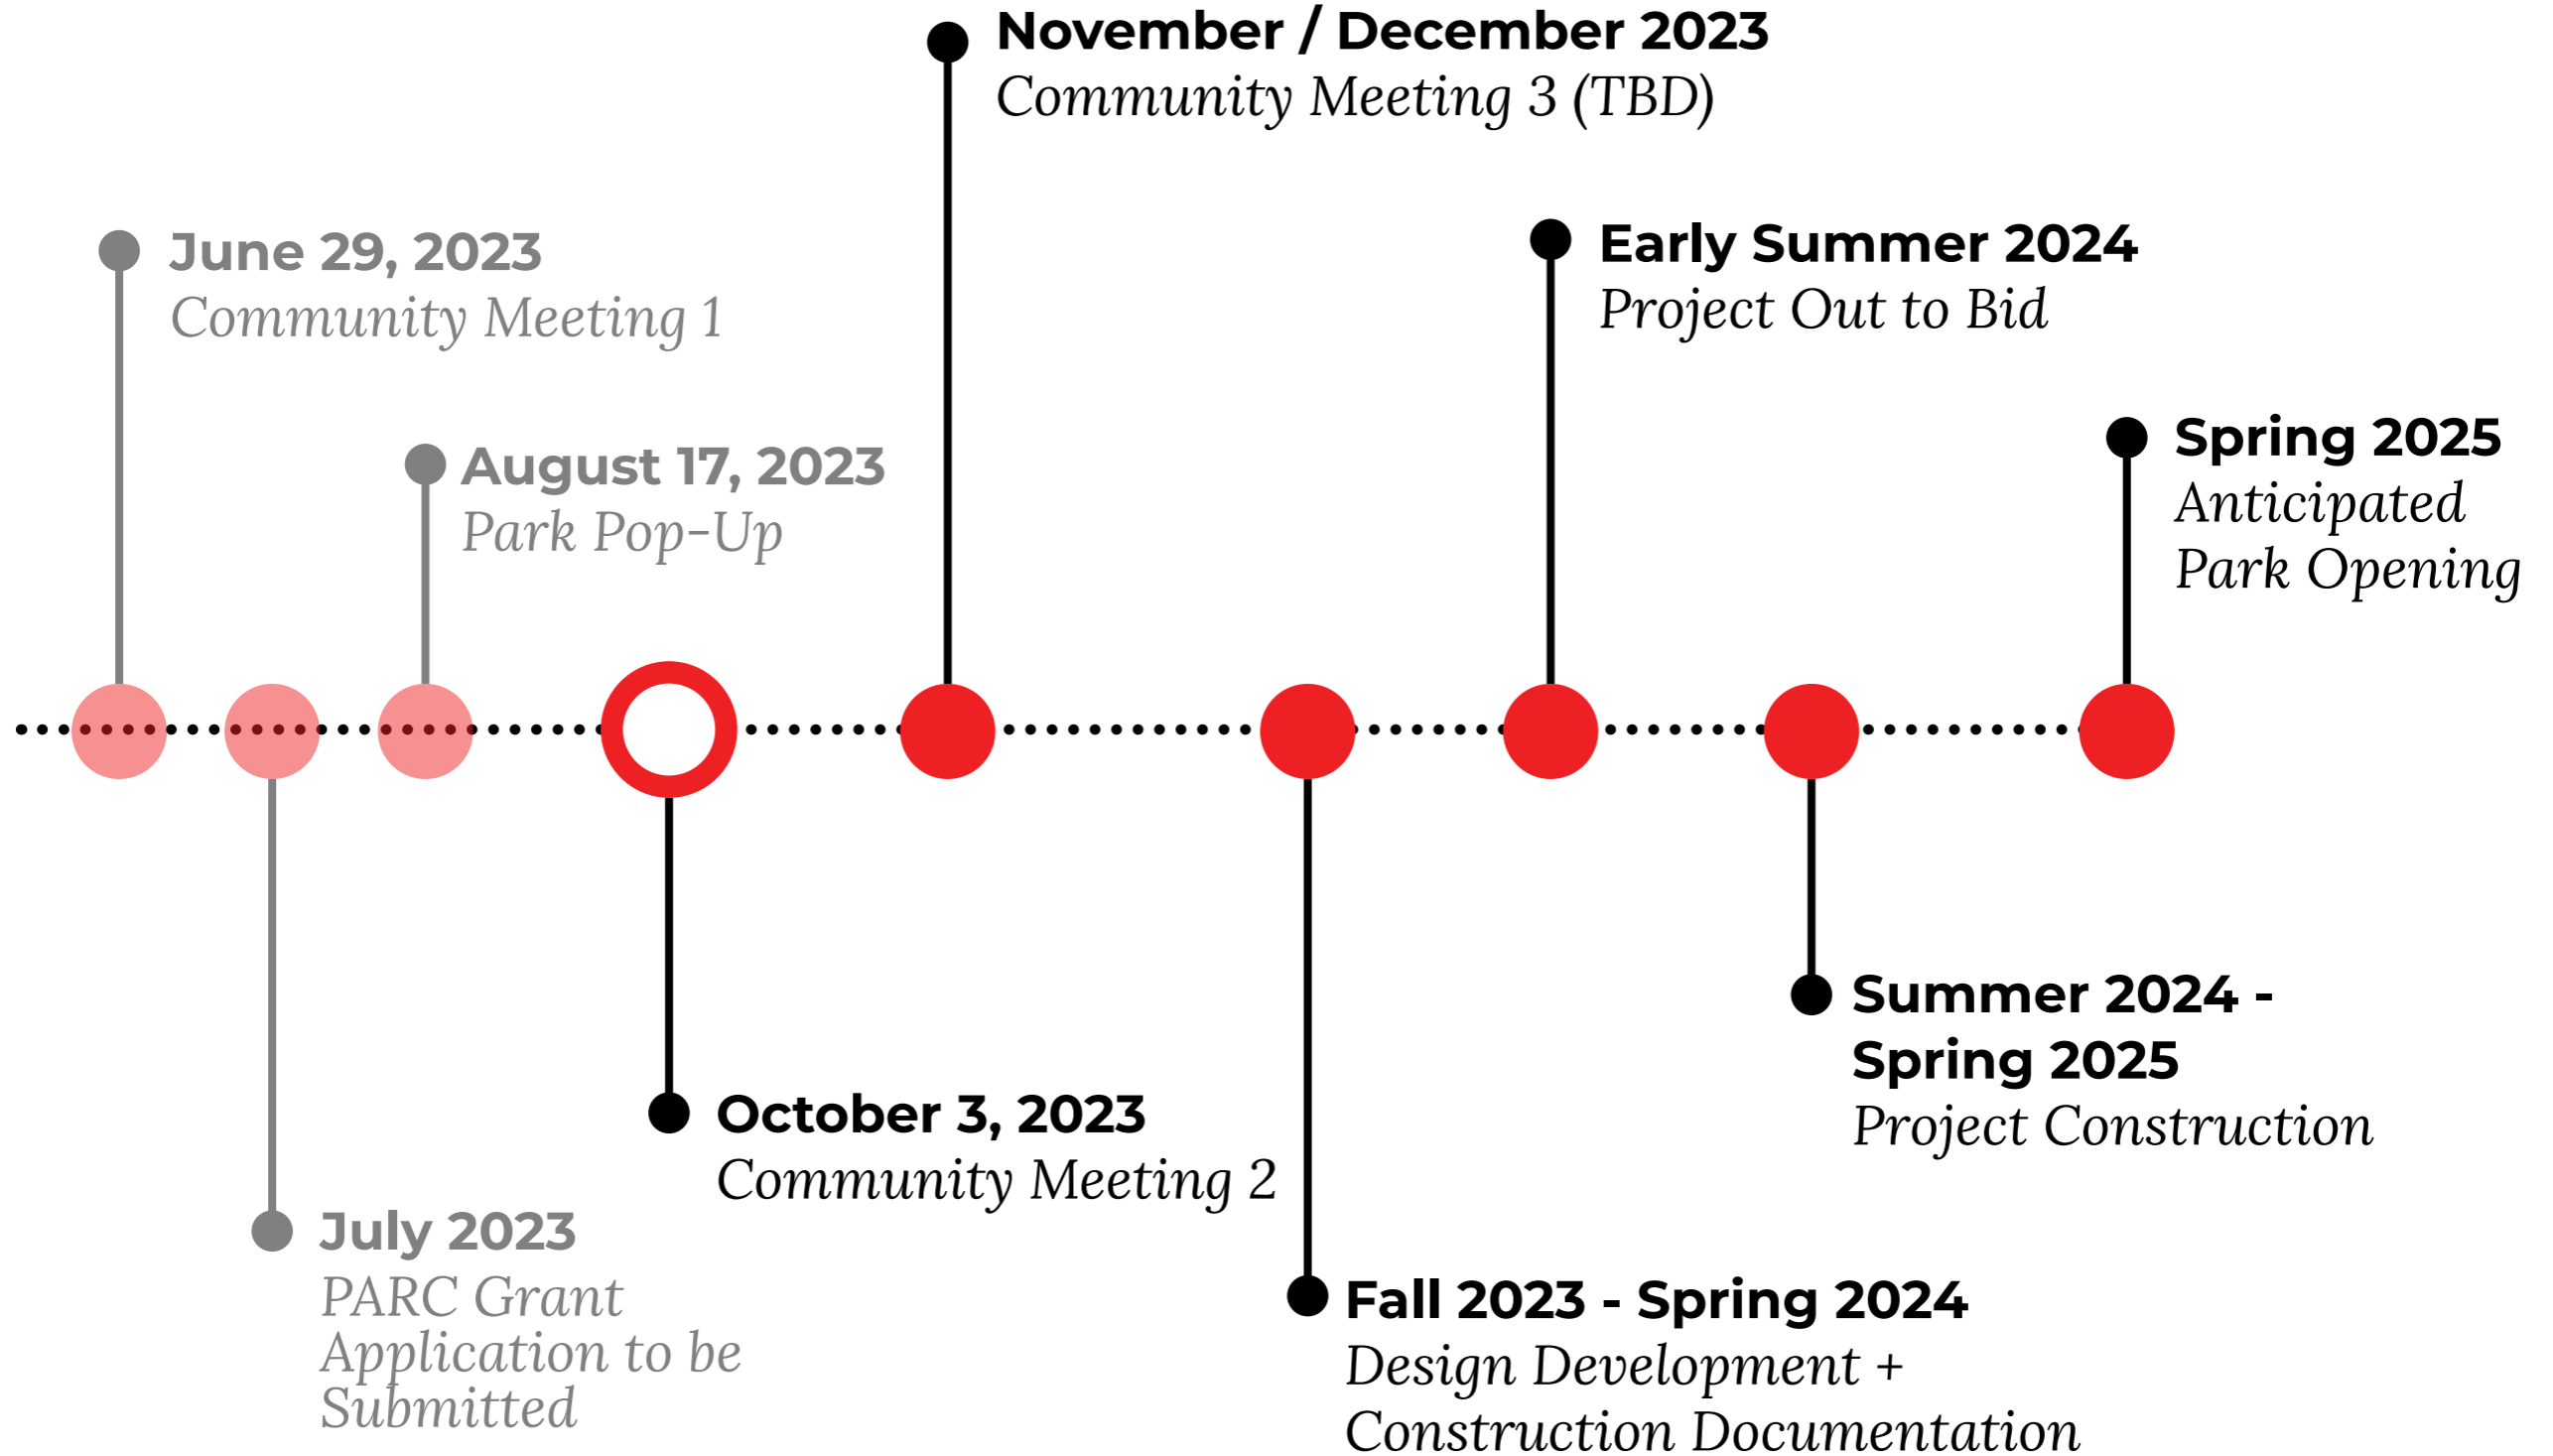 November / December 2023
Community Meeting 3 (TBD)
June 29, 2023
Community Meeting 1
Early Summer 2024
Project Out to Bid
August 17, 2023
Park Pop-Up
Spring 2025
Anticipated
Park Opening
Summer 2024 -
Spring 2025
Project Construction
October 3, 2023
Community Meeting 2
July 2023
PARC Grant
Application to be
Submitted
Fall 2023 - Spring 2024
Design Development +
Construction Documentation